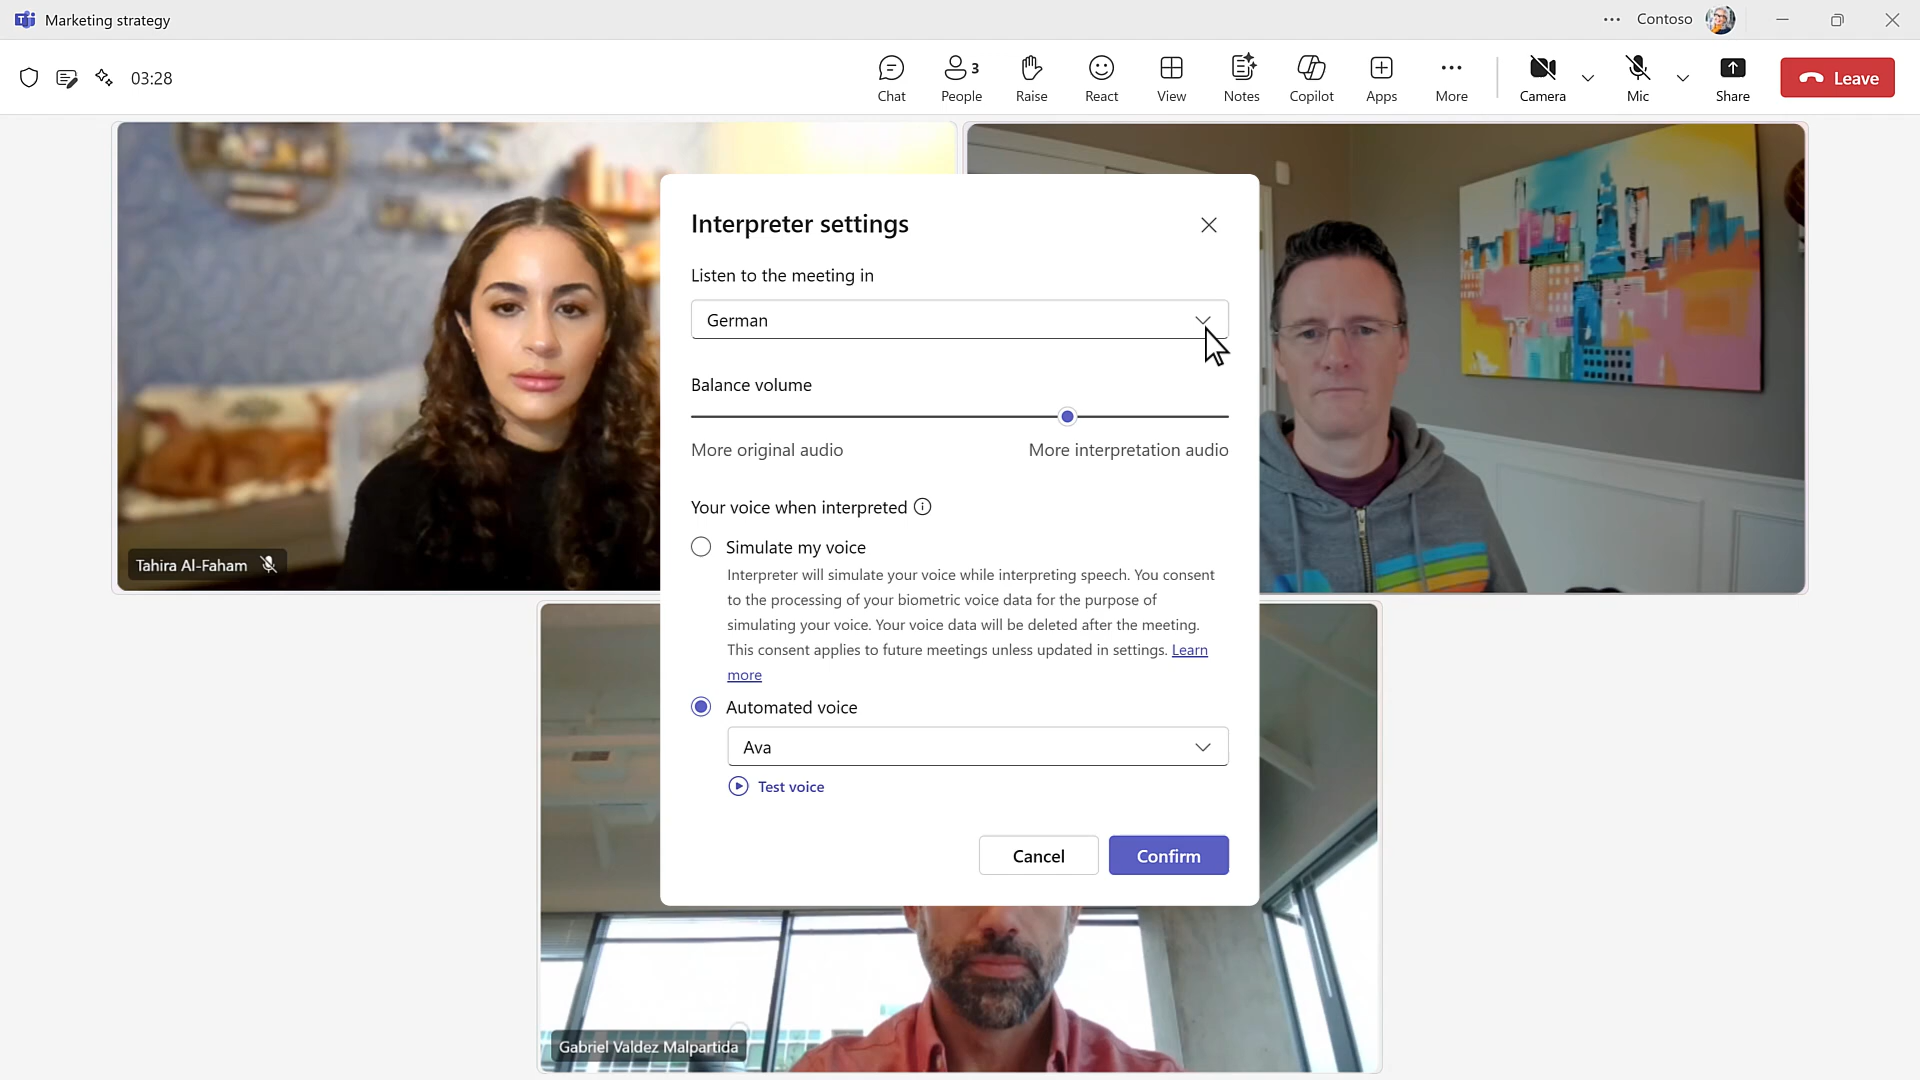 Marketing strategy
Contoso
03:28
3
Chat
People
Raise
React
View
Notes
Copilot
Apps
More
Camera
Mic
Share
Leave
Interpreter settings
Listen to the meeting in
German
Balance volume
More original audio
More interpretation audio
Your voice when interpreted
Simulate my voice
Interpreter will simulate your voice while interpreting speech. You consent
to the processing of your biometric voice data for the purpose of
simulating your voice. Your voice data will be deleted after the meeting.
This consent applies to future meetings unless updated in settings. Learn
more
Automated voice
Ava
Test voice
Cancel
Confirm
Tahira Al-Faham
Gabriel Valdez Malpartida